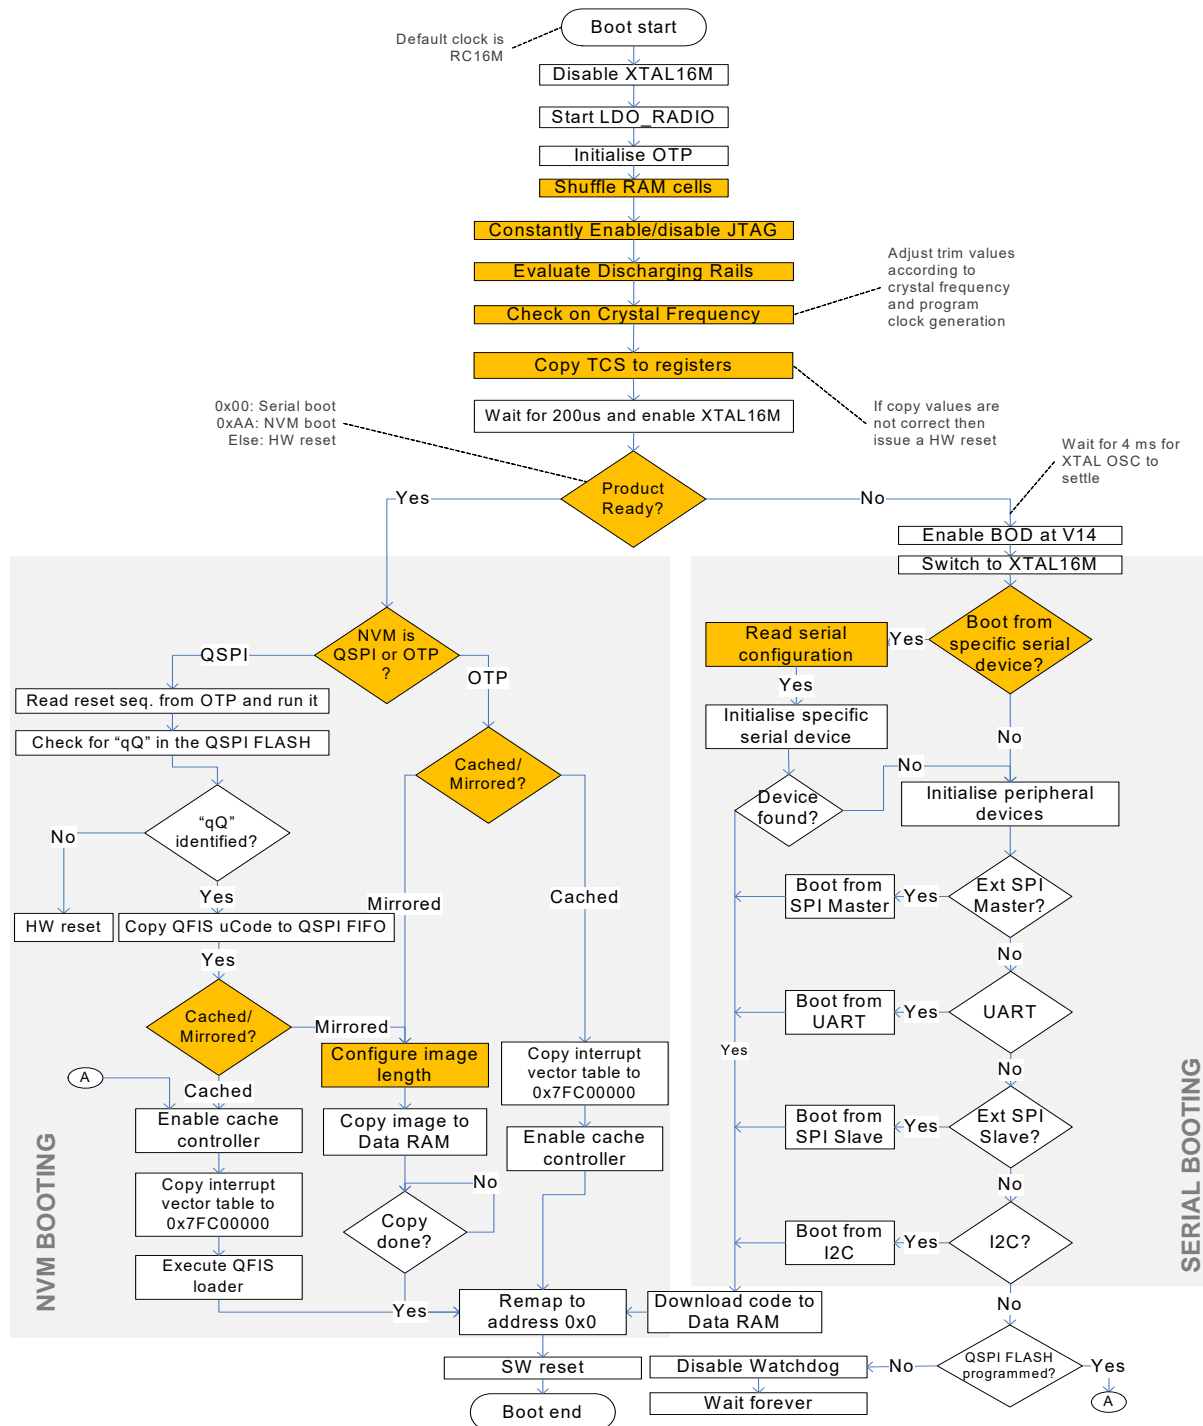 Boot start
Default clock is
RC16M
Disable XTAL16M
Start LDO_RADIO
Initialise OTP
Shuffle RAM cells
Constantly Enable/disable JTAG
Evaluate Discharging Rails
Check on Crystal Frequency
Adjust trim values
according to
crystal frequency
and program
clock generation
Copy TCS to registers
Wait for 200us and enable XTAL16M
If copy values are
not correct then
issue a HW reset
0x00: Serial boot
0xAA: NVM boot
Else: HW reset
Product
Ready?
Yes
No
Wait for 4 ms for
XTAL OSC to
settle
Enable BOD at V14
Switch to XTAL16M
NVM BOOTING
NVM is
QSPI or OTP
?
QSPI
OTP
Read reset seq. from OTP and run it
Check for “qQ” in the QSPI FLASH
“qQ”
identified?
No
Yes
HW reset
Copy QFIS uCode to QSPI FIFO
Yes
Cached/
Mirrored?
Mirrored
Cached
A
Enable cache
controller
Copy interrupt
vector table to
0x7FC00000
Execute QFIS
loader
Cached/
Mirrored?
Mirrored
Cached
Configure image
length
Copy image to
Data RAM
No
Copy
done?
Yes
Copy interrupt
vector table to
0x7FC00000
Enable cache
controller
Remap to
address 0x0
SW reset
Boot end
SERIAL BOOTING
Boot from
specific serial
device?
Yes
Read serial
configuration
Yes
Initialise specific
serial device
No
No
Device
found?
Initialise peripheral
devices
Boot from
SPI Master
Yes
Ext SPI
Master?
No
Boot from
UART
Yes
UART
Yes
No
Boot from
SPI Slave
Yes
Ext SPI
Slave?
No
Boot from
I2C
Yes
I2C?
Download code to
Data RAM
No
QSPI FLASH
programmed?
No
Yes
A
Disable Watchdog
Wait forever